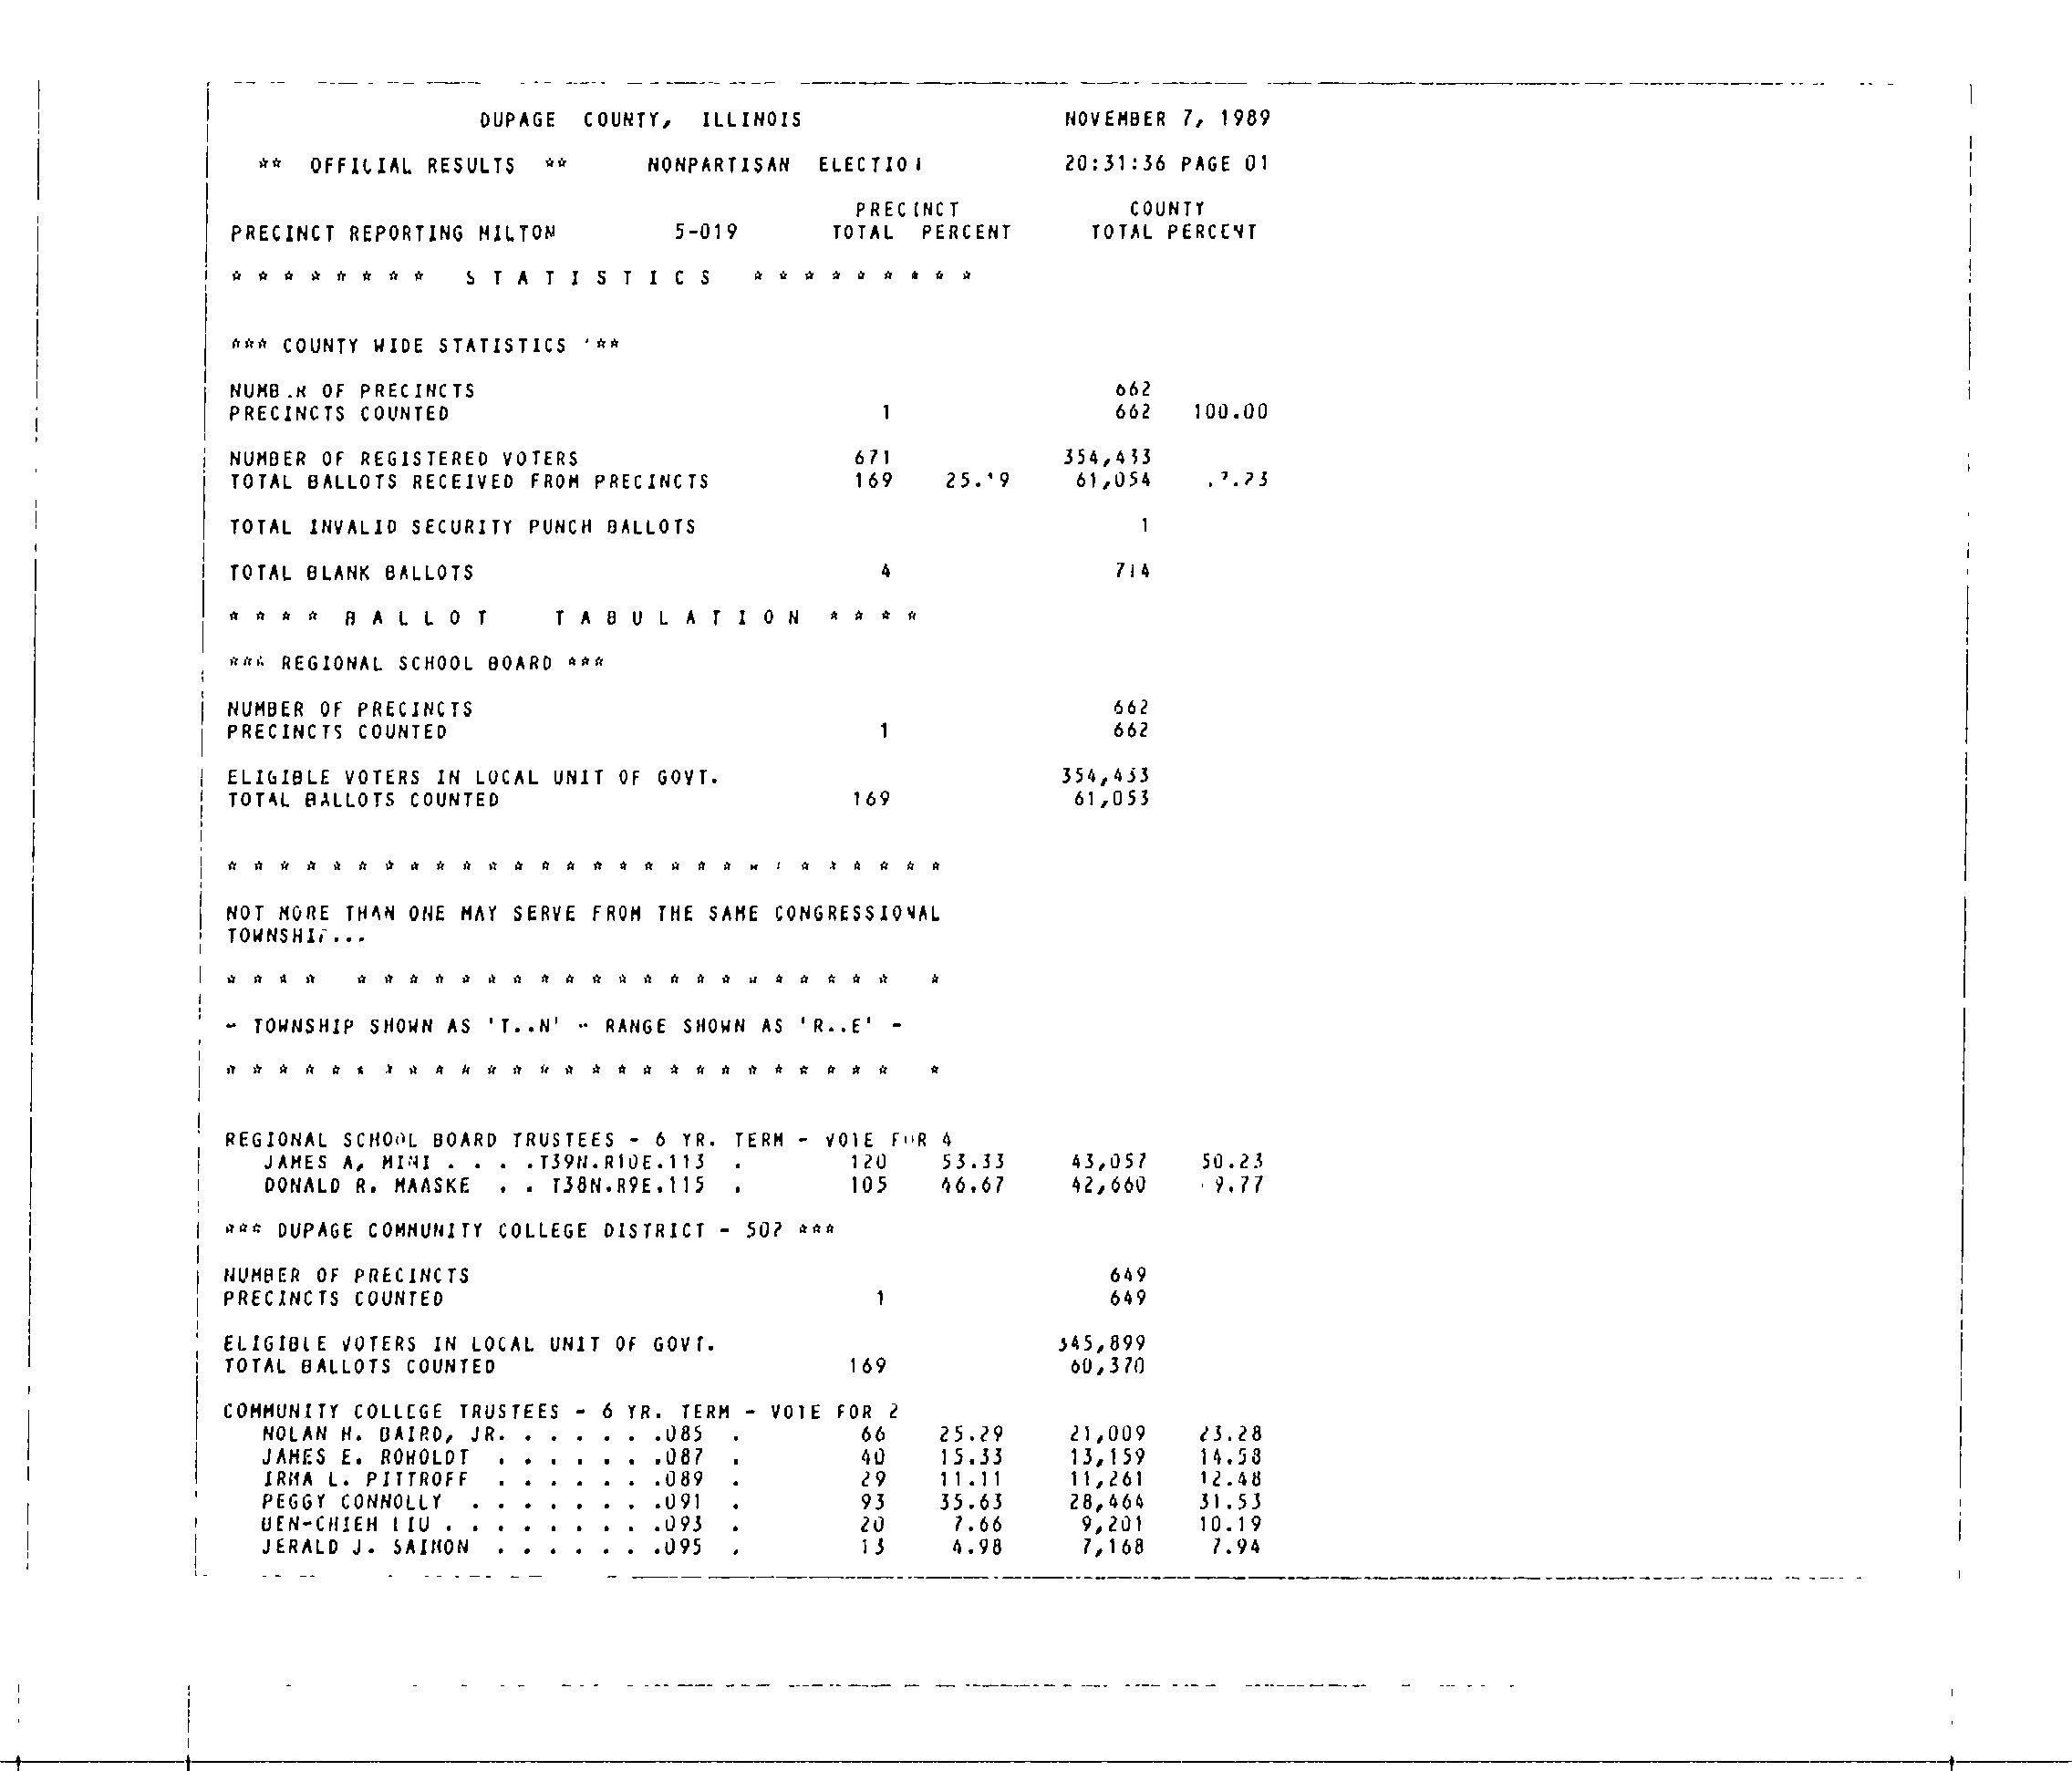 DUPAGE COUNTY, ILLINOIS NOVEMBER 7, 1989
** OFFICIAL RESULTS ** NONPARTISAN ELECTION 20:31:36 PAGE 01
PRECINCT COUNTY
PRECINCT REPORTING MILTON 5-019 TOTAL PERCENT TOTAL PERCENT
* * * * * * * * S T A T I S T I C S * * * * * * * * *
*** COUNTY WIDE STATISTICS ***
NUMBER OF PRECINCTS 662
PRECINCTS COUNTED 1 662 100.00
NUMBER OF REGISTERED VOTERS 671 354,433
TOTAL BALLOTS RECEIVED FROM PRECINCTS 169 25.19 61,054
TOTAL INVALID SECURITY PUNCH BALLOTS 1
TOTAL BLANK BALLOTS 4 714
* * * * B A L L O T T A B U L A T I O N * * * *
*** REGIONAL SCHOOL BOARD ***
NUMBER OF PRECINCTS 662
PRECINCTS COUNTED 1 662
ELIGIBLE VOTERS IN LOCAL UNIT OF GOVT. 354,433
TOTAL BALLOTS COUNTED 169 61,053
* * * * * * * * * * * * * * * * * * * * * * * * * * * *
NOT MORE THAN ONE MAY SERVE FROM THE SAME CONGRESSIONAL
TOWNSHIP...
* * * * * * * * * * * * * * * * * * * * * * * * * *
- TOWNSHIP SHOWN AS 'T..N' - RANGE SHOWN AS 'R..E' -
* * * * * * * * * * * * * * * * * * * * * * * * * * *
REGIONAL SCHOOL BOARD TRUSTEES - 6 YR. TERM - VOTE FOR 4
JAMES A. MINI . . . .T39N.R10E.113 . 120 53.33 43,057 50.23
DONALD R. MAASKE . . T38N.R9E.115 . 105 46.67 42,660 9.77
*** DUPAGE COMMUNITY COLLEGE DISTRICT - 502 ***
NUMBER OF PRECINCTS 649
PRECINCTS COUNTED 1 649
ELIGIBLE VOTERS IN LOCAL UNIT OF GOVT. 345,899
TOTAL BALLOTS COUNTED 169 60,370
COMMUNITY COLLEGE TRUSTEES - 6 YR. TERM - VOTE FOR 2
NOLAN H. BAIRD, JR. . . . . . .085 . 66 25.29 21,009 23.28
JAMES E. ROHOLDT . . . . . . .087 . 40 15.33 13,159 14.58
IRMA L. PITTROFF . . . . . . .089 . 29 11.11 11,261 12.48
PEGGY CONNOLLY . . . . . . . .091 . 93 35.63 28,464 31.53
BEN-CHIEH LIU . . . . . . . . .093 . 20 7.66 9,201 10.19
JERALD J. SAIMON . . . . . . .095 . 13 4.98 7,168 7.94